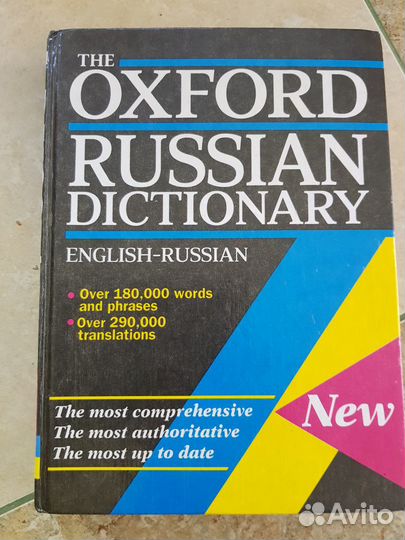 THE
OXFORD
RUSSIAN
DICTIONARY
ENGLISH-RUSSIAN
• Over 180,000 words
and phrases
• Over 290,000
translations
The most comprehensive
The most authoritative
The most up to date
New
Avito